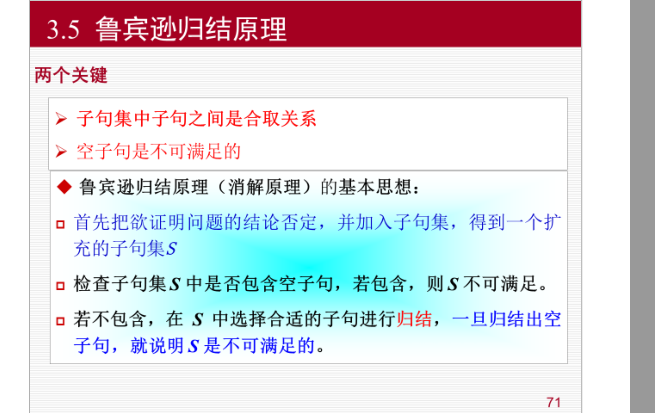 3.5 鲁宾逊归结原理
两个关键
➢ 子句集中子句之间是合取关系
➢ 空子句是不可满足的
◆ 鲁宾逊归结原理（消解原理）的基本思想：
首先把欲证明问题的结论否定，并加入子句集，得到一个扩
充的子句集S
检查子句集S中是否包含空子句，若包含，则S不可满足。
若不包含，在 S 中选择合适的子句进行归结，一旦归结出空
子句，就说明S是不可满足的。
71